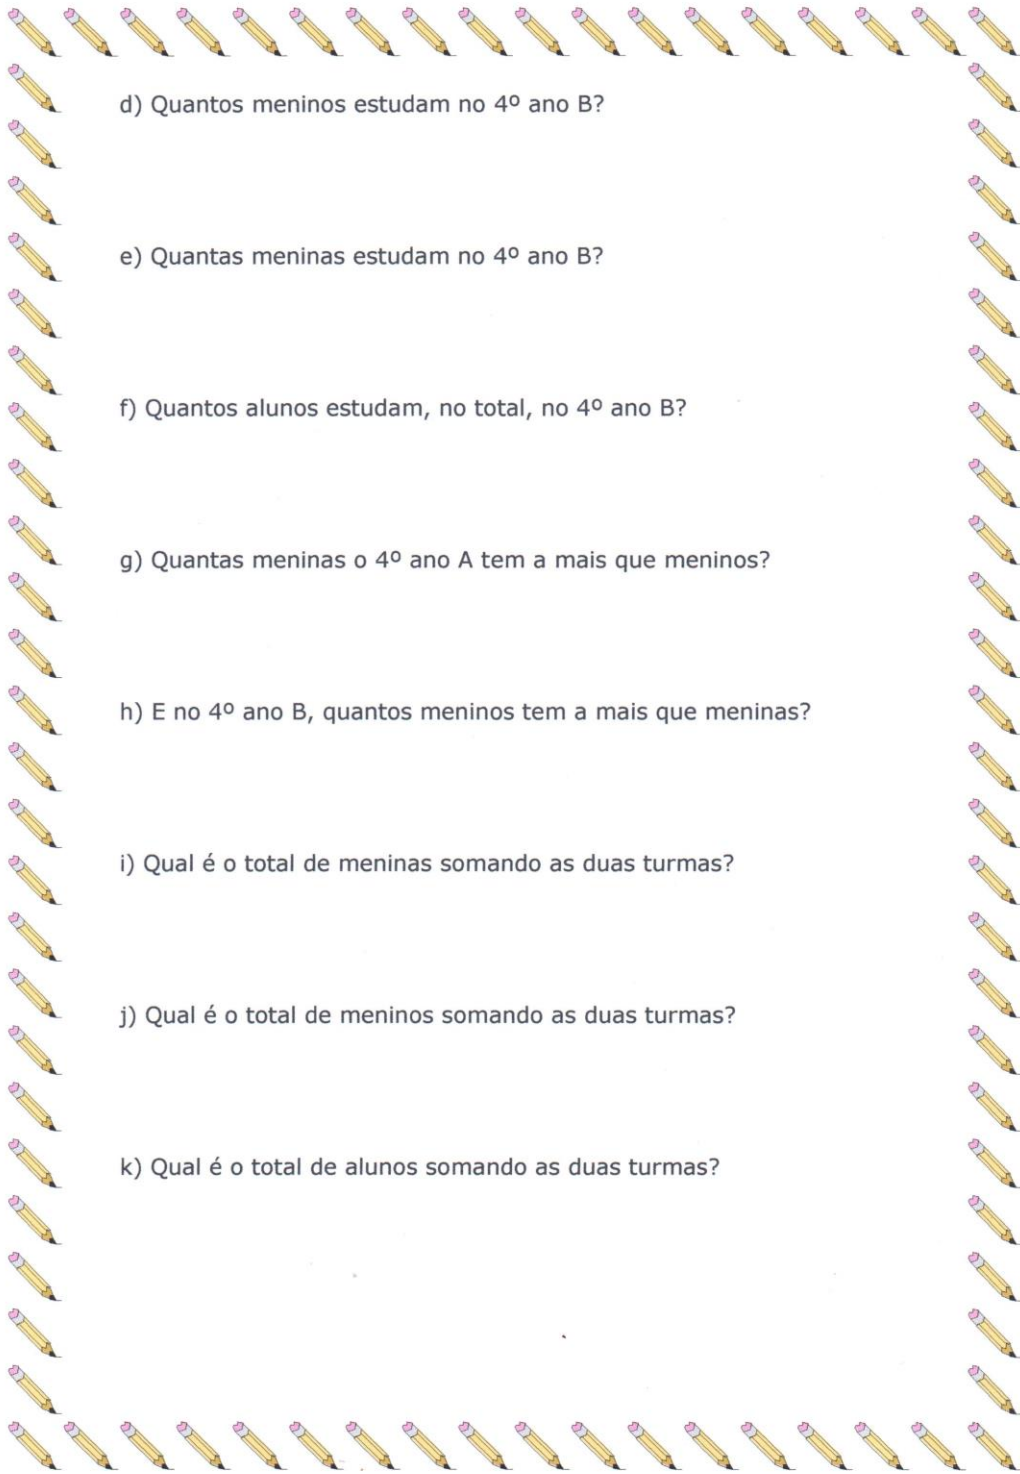 d) Quantos meninos estudam no 4º ano B?
e) Quantas meninas estudam no 4º ano B?
f) Quantos alunos estudam, no total, no 4º ano B?
g) Quantas meninas o 4º ano A tem a mais que meninos?
h) E no 4º ano B, quantos meninos tem a mais que meninas?
i) Qual é o total de meninas somando as duas turmas?
j) Qual é o total de meninos somando as duas turmas?
k) Qual é o total de alunos somando as duas turmas?